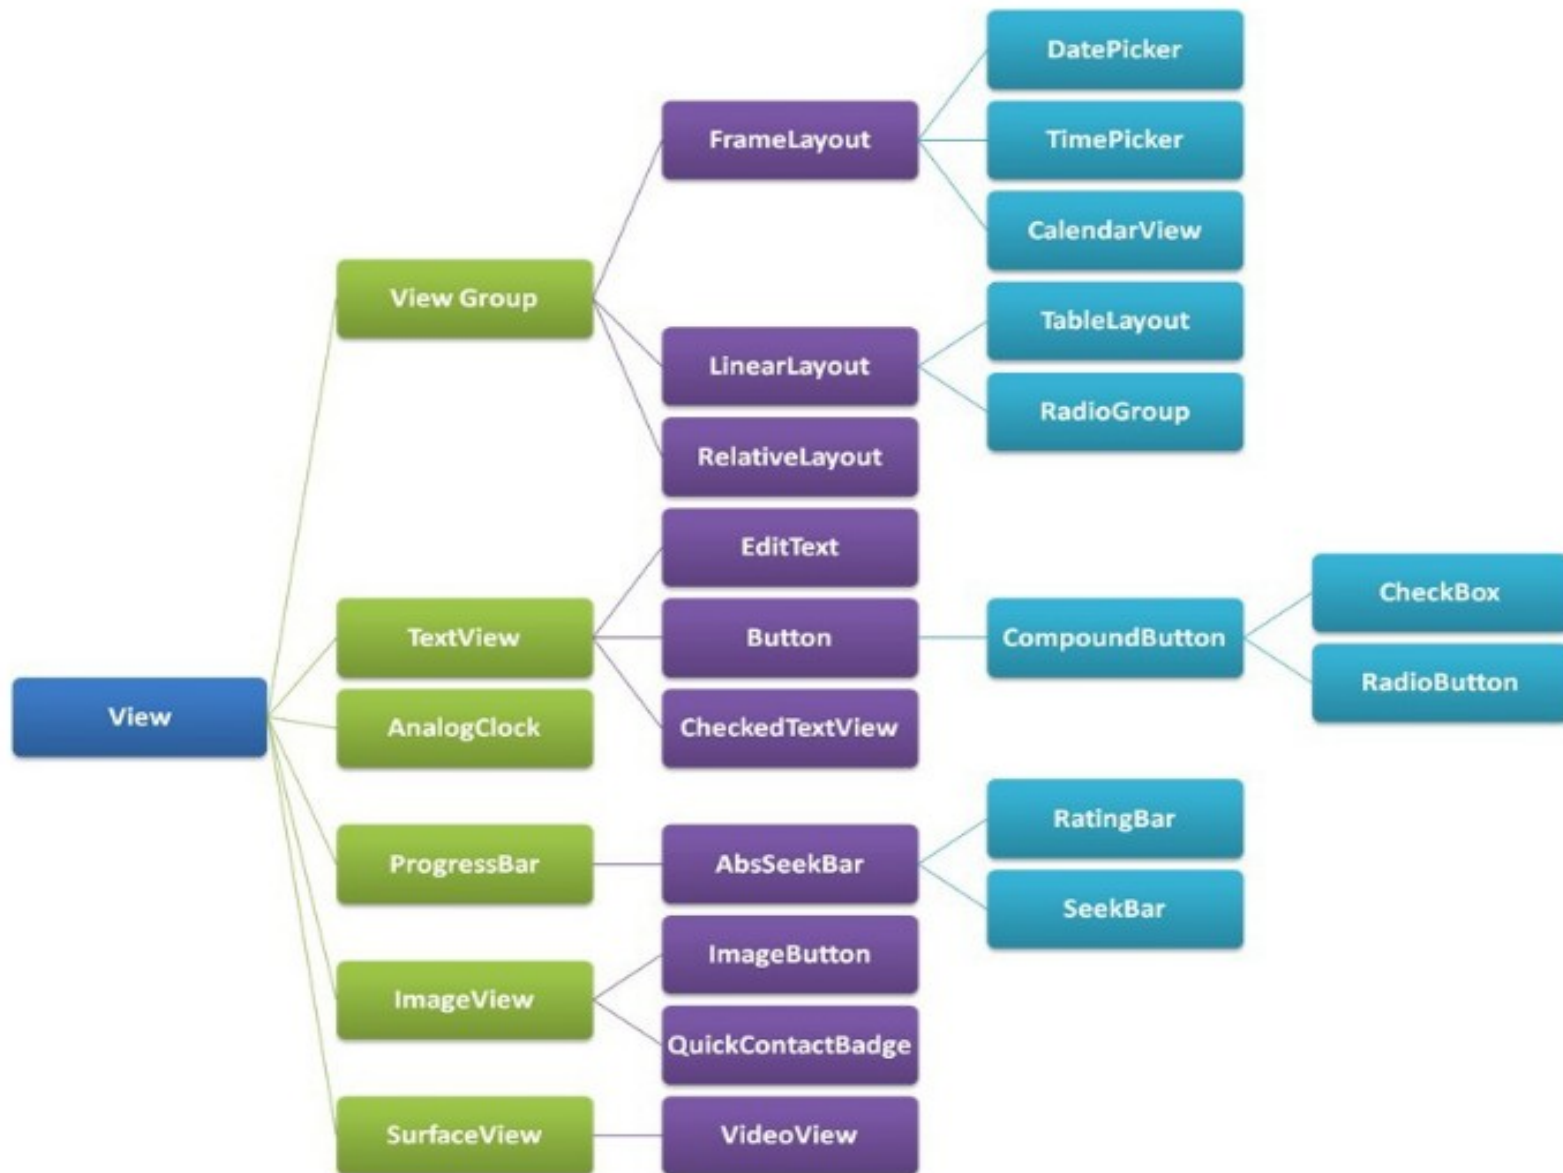 View
View Group
FrameLayout
DatePicker
TimePicker
CalendarView
LinearLayout
TableLayout
RadioGroup
RelativeLayout
TextView
EditText
Button
CompoundButton
CheckBox
RadioButton
CheckedTextView
AnalogClock
ProgressBar
AbsSeekBar
RatingBar
SeekBar
ImageView
ImageButton
QuickContactBadge
SurfaceView
VideoView